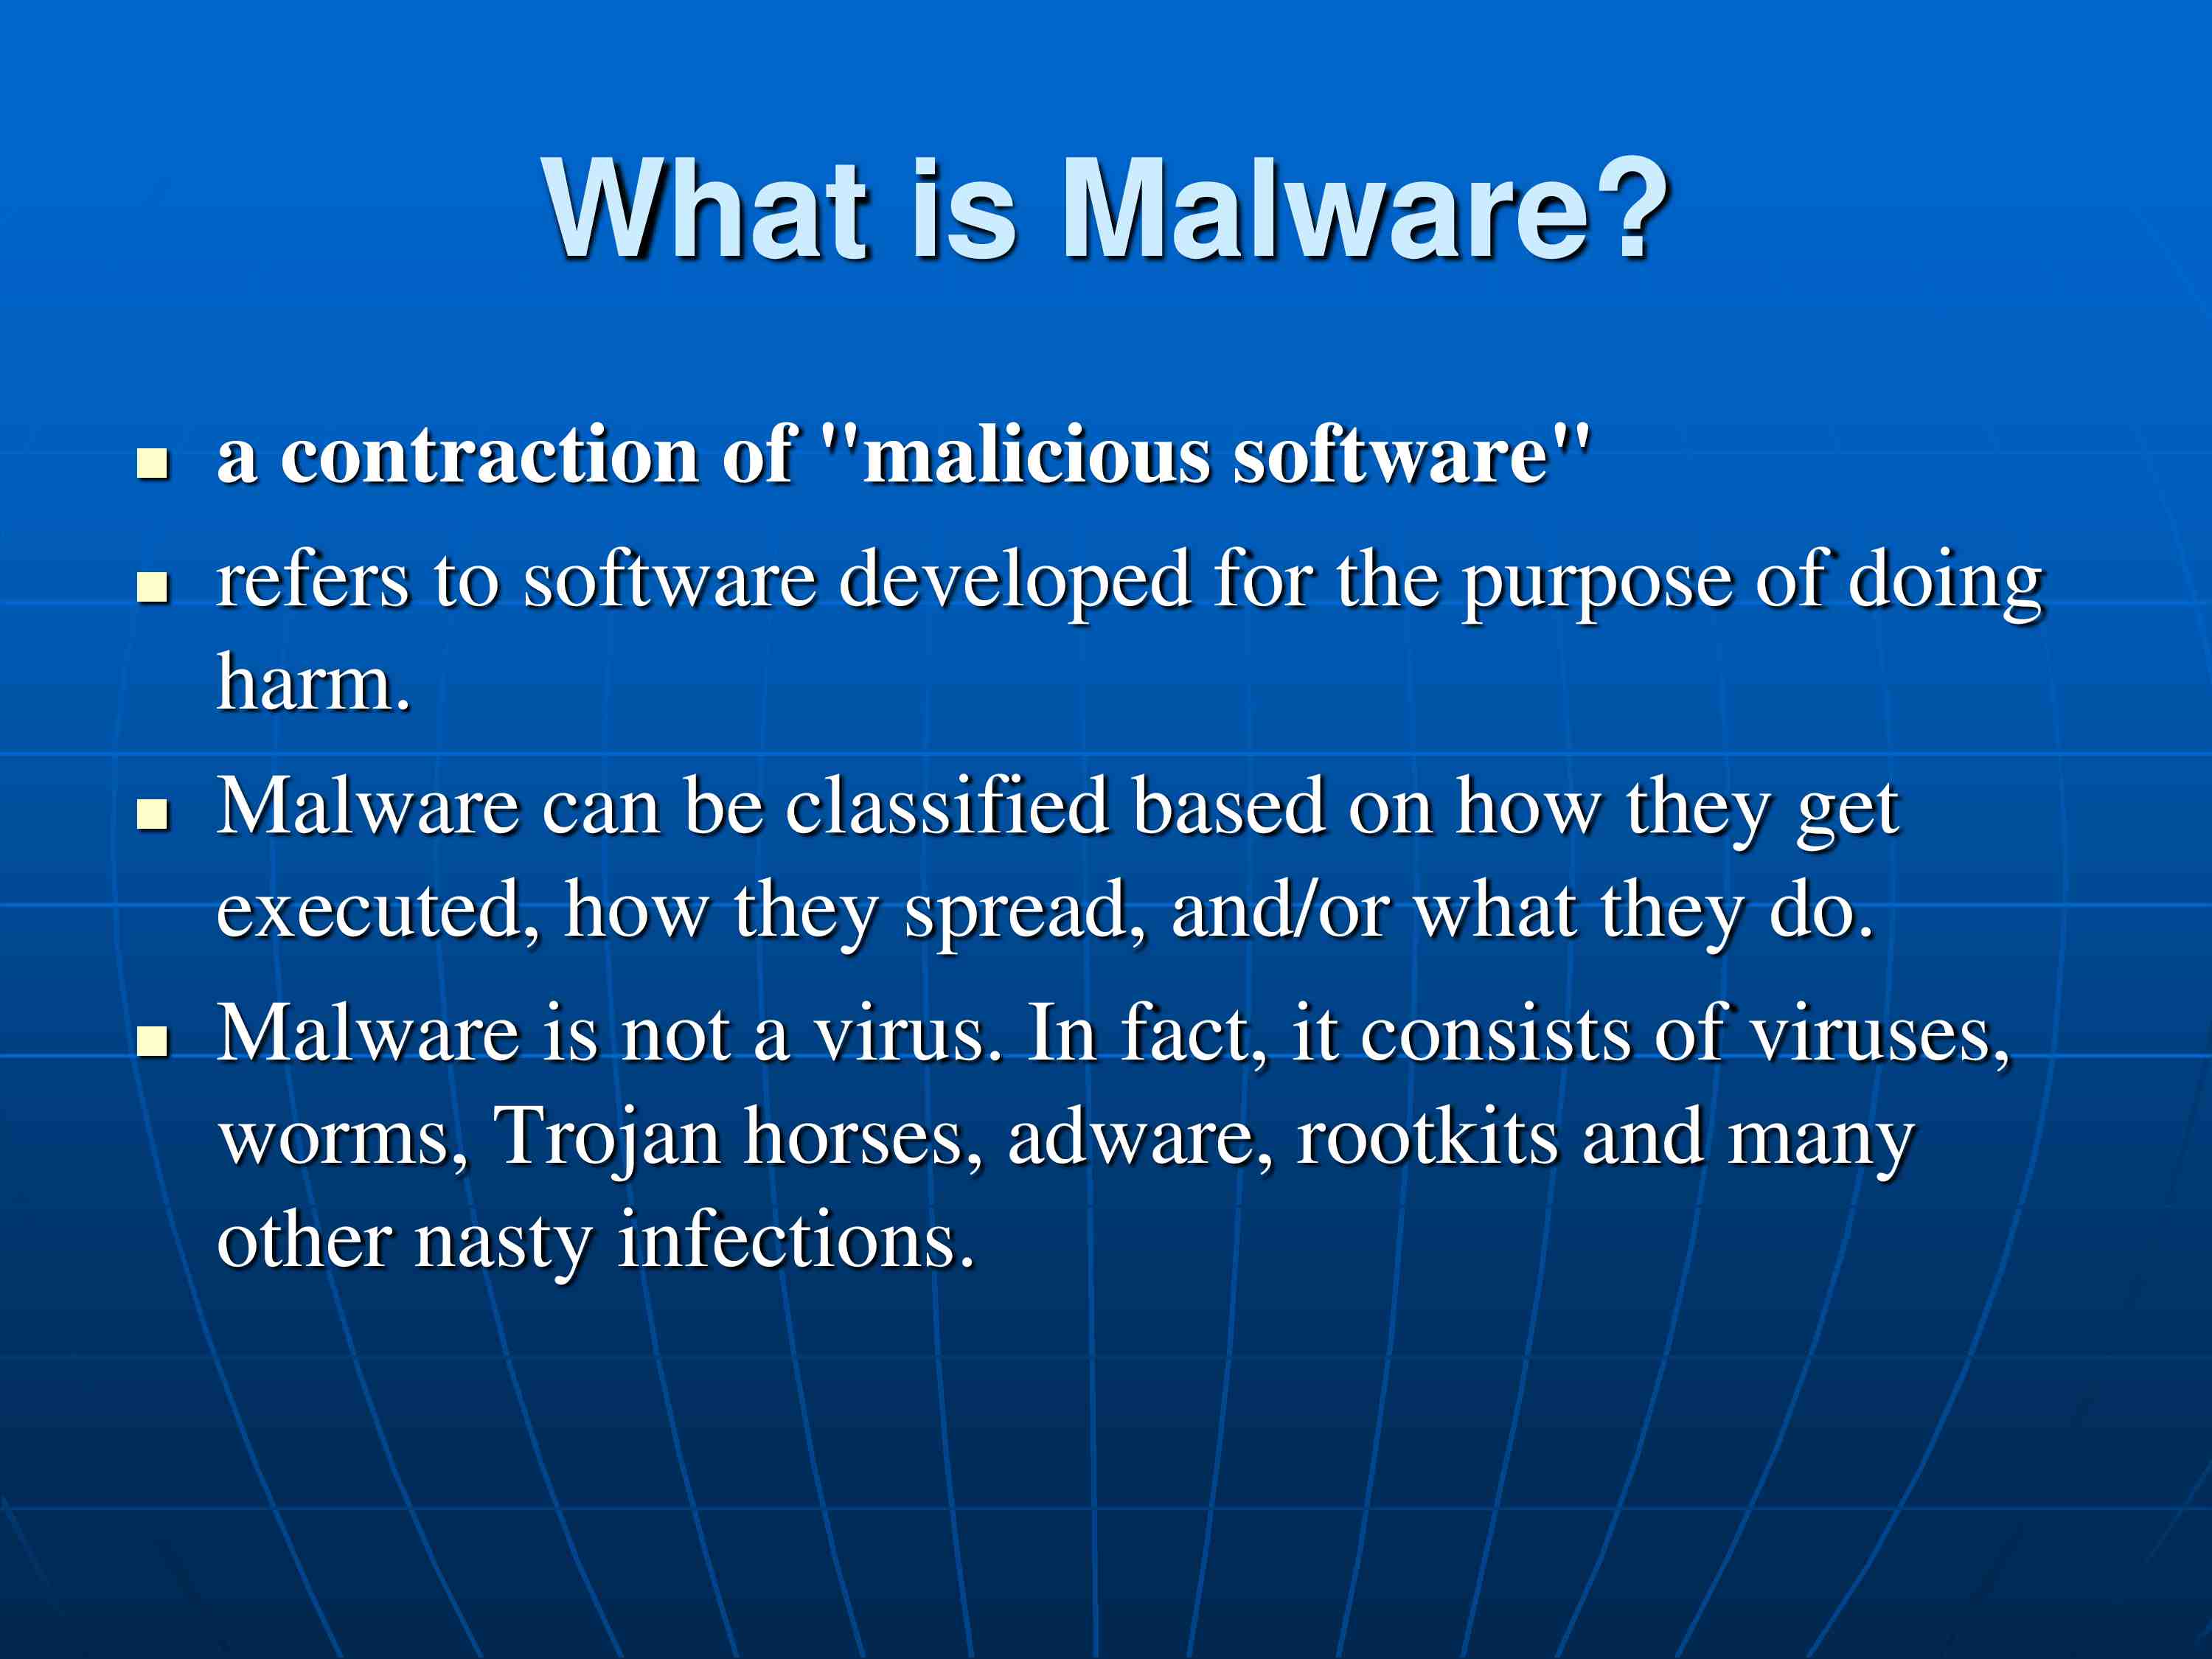 What is Malware?
a contraction of "malicious software"
refers to software developed for the purpose of doing
harm.
Malware can be classified based on how they get
executed, how they spread, and/or what they do.
Malware is not a virus. In fact, it consists of viruses,
worms, Trojan horses, adware, rootkits and many
other nasty infections.